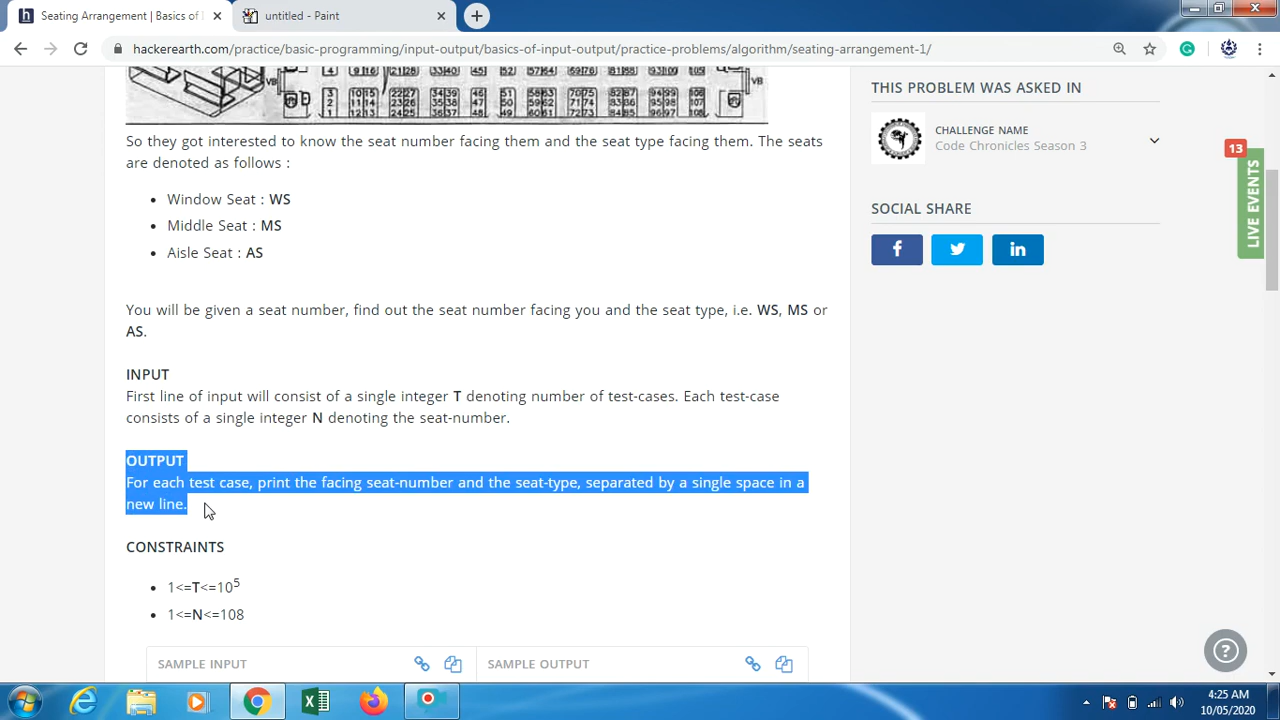 Seating Arrangement | Basics of I
untitled - Paint
hackerearth.com/practice/basic-programming/input-output/basics-of-input-output/practice-problems/algorithm/seating-arrangement-1/
VB
VB
So they got interested to know the seat number facing them and the seat type facing them. The seats
are denoted as follows :
Window Seat : WS
Middle Seat : MS
Aisle Seat : AS
You will be given a seat number, find out the seat number facing you and the seat type, i.e. WS, MS or
AS.
INPUT
First line of input will consist of a single integer T denoting number of test-cases. Each test-case
consists of a single integer N denoting the seat-number.
OUTPUT
For each test case, print the facing seat-number and the seat-type, separated by a single space in a
new line.
CONSTRAINTS
1<=T<=10⁵
1<=N<=108
SAMPLE INPUT
SAMPLE OUTPUT
THIS PROBLEM WAS ASKED IN
CHALLENGE NAME
Code Chronicles Season 3
SOCIAL SHARE
13
LIVE EVENTS
4:25 AM
10/05/2020